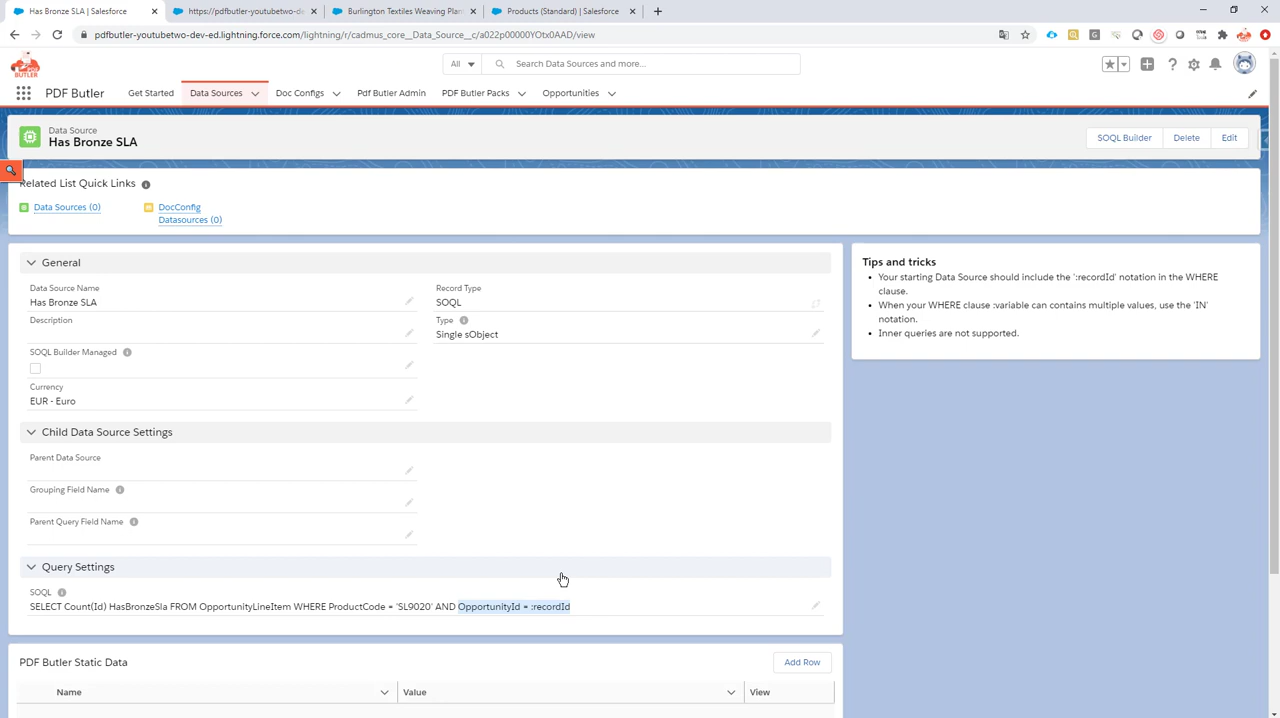 Has Bronze SLA | Salesforce
https://pdfbutler-youtubetwo-de
Burlington Textiles Weaving Plan
Products (Standard) | Salesforce
pdfbutler-youtubetwo-dev-ed.lightning.force.com/lightning/r/cadmus_core__Data_Source__c/a022p00000YOtx0AAD/view
BUTLER
All
Search Data Sources and more...
PDF Butler
Get Started
Data Sources
Doc Configs
Pdf Butler Admin
PDF Butler Packs
Opportunities
Data Source
Has Bronze SLA
SOQL Builder
Delete
Edit
Related List Quick Links
Data Sources (0)
DocConfig
Datasources (0)
General
Data Source Name
Has Bronze SLA
Record Type
SOQL
Description
Type
Single sObject
SOQL Builder Managed
Currency
EUR - Euro
Child Data Source Settings
Parent Data Source
Grouping Field Name
Parent Query Field Name
Query Settings
SOQL
SELECT Count(Id) HasBronzeSla FROM OpportunityLineItem WHERE ProductCode = 'SL9020' AND OpportunityId = :recordId
Tips and tricks
Your starting Data Source should include the ':recordId' notation in the WHERE
clause.
When your WHERE clause :variable can contains multiple values, use the 'IN'
notation.
Inner queries are not supported.
PDF Butler Static Data
Add Row
Name
Value
View